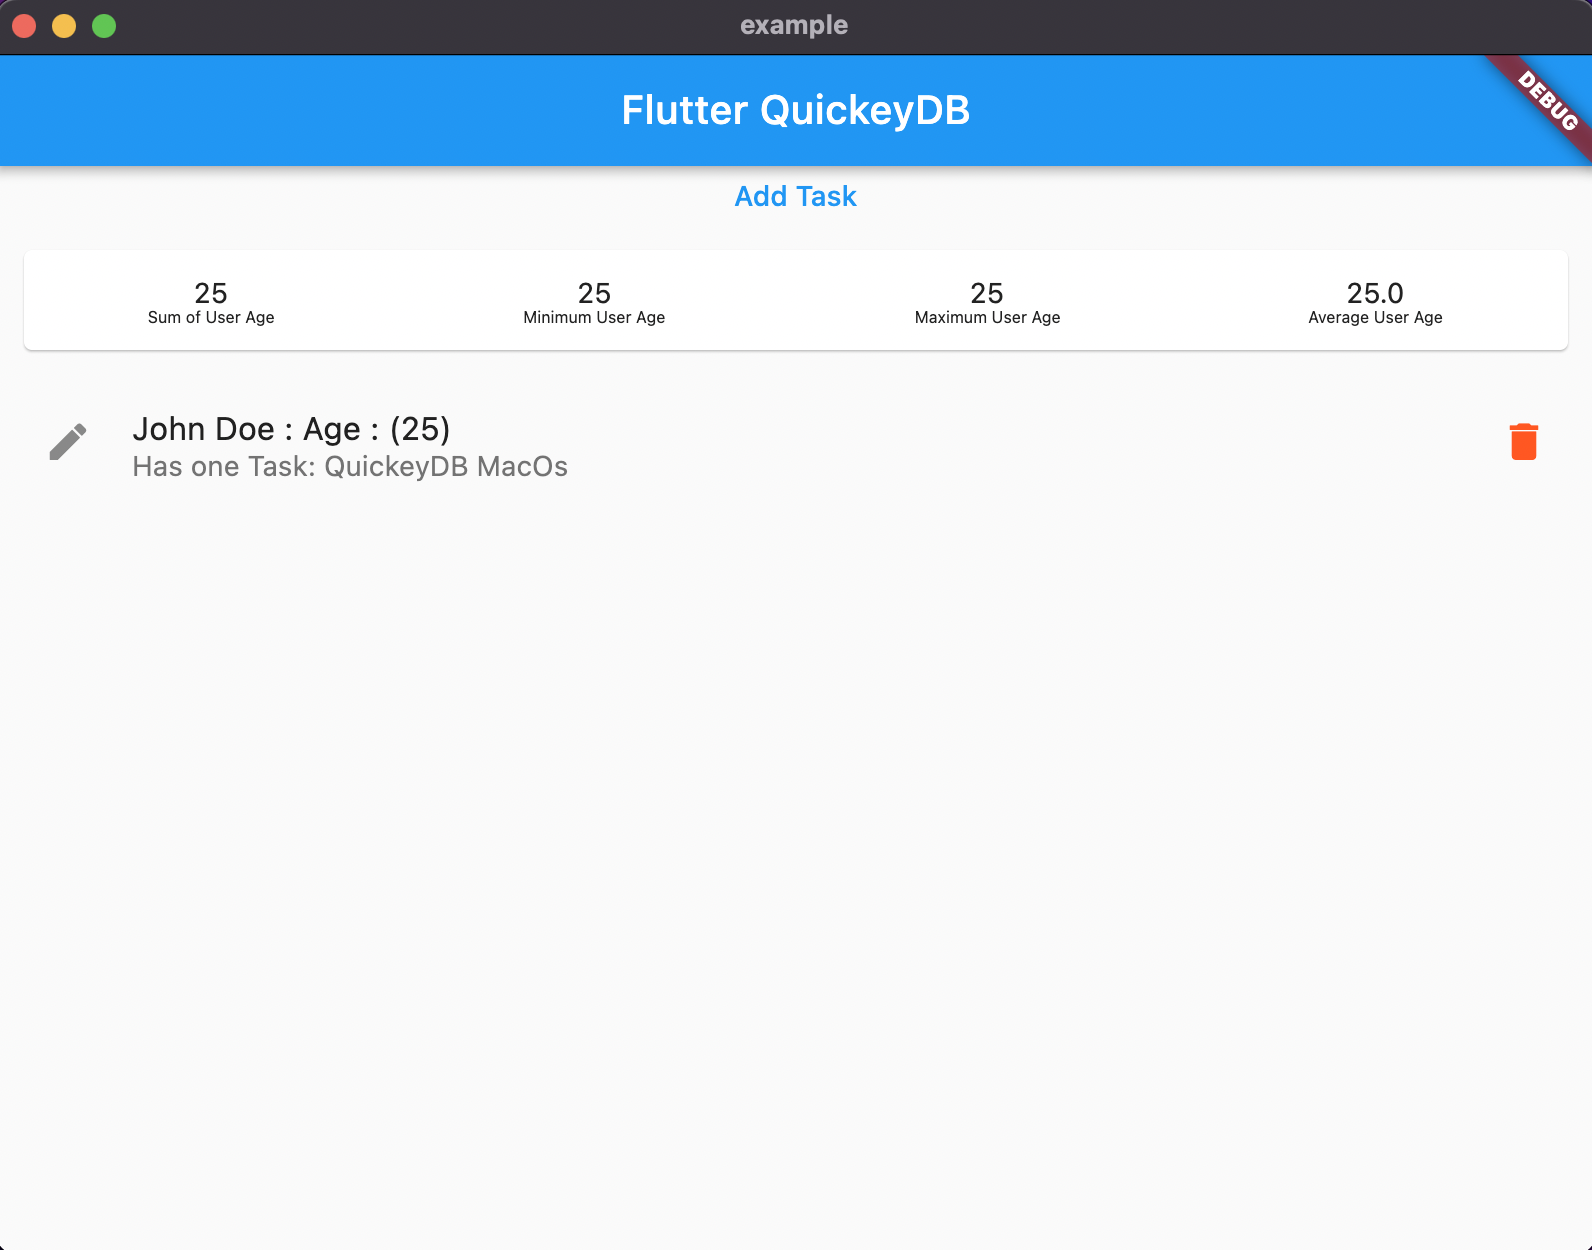 example
Flutter QuickeyDB
DEBUG
Add Task
25 25 25 25.0
Sum of User Age Minimum User Age Maximum User Age Average User Age
John Doe : Age : (25)
Has one Task: QuickeyDB MacOs